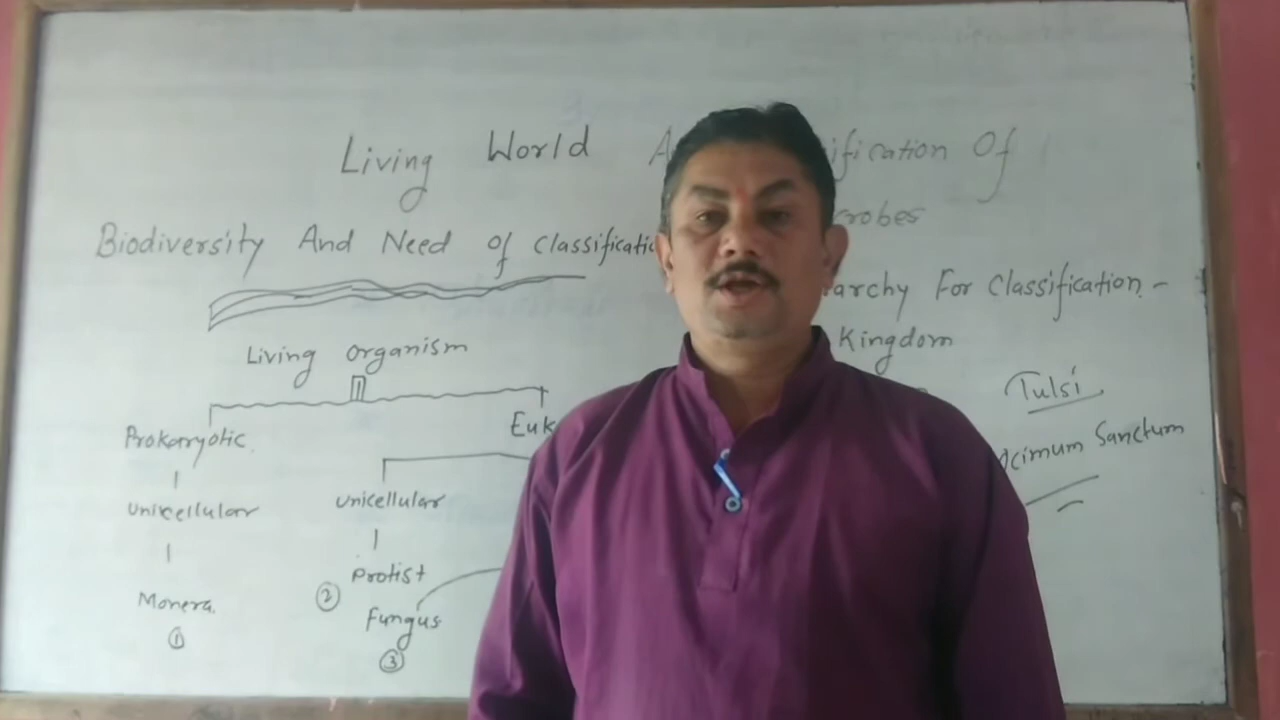 Living World A ification Of
crobes
Biodiversity And Need of classificatio
archy For Classification -
Living organism
Kingdom
Tulsi
Prokaryotic.
Euk
Ocimum Sanctum
unicellular
unicellular
Monera.
Protist
①
②
Fungus
③